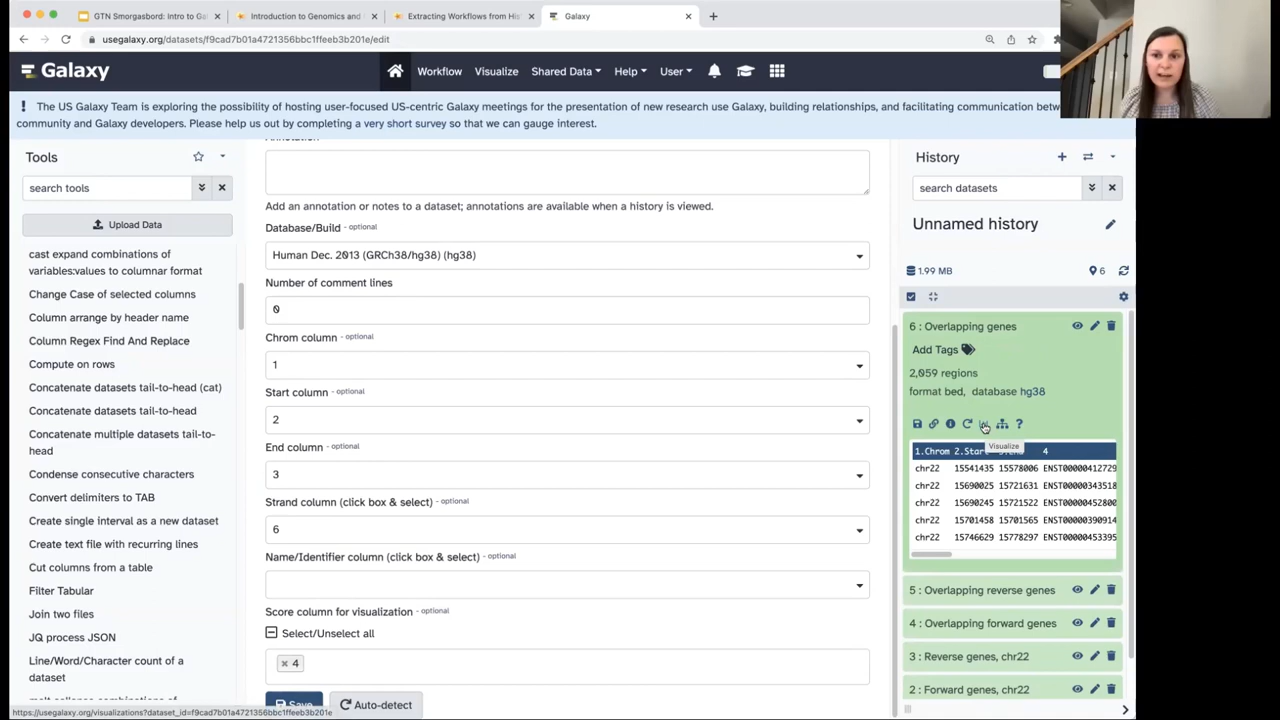 GTN Smorgasbord: Intro to Gal
Introduction to Genomics and
Extracting Workflows from His
Galaxy
usegalaxy.org/datasets/f9cad7b01a4721356bbc1ffeeb3b201e/edit
Galaxy
Workflow
Visualize
Shared Data
Help
User
The US Galaxy Team is exploring the possibility of hosting user-focused US-centric Galaxy meetings for the presentation of new research use Galaxy, building relationships, and facilitating communication
community and Galaxy developers. Please help us out by completing a very short survey so that we can gauge interest.
Tools
search tools
Upload Data
cast expand combinations of
variables:values to columnar format
Change Case of selected columns
Column arrange by header name
Column Regex Find And Replace
Compute on rows
Concatenate datasets tail-to-head (cat)
Concatenate datasets tail-to-head
Concatenate multiple datasets tail-to-
head
Condense consecutive characters
Convert delimiters to TAB
Create single interval as a new dataset
Create text file with recurring lines
Cut columns from a table
Filter Tabular
Join two files
JQ process JSON
Line/Word/Character count of a
dataset
Add an annotation or notes to a dataset; annotations are available when a history is viewed.
Database/Build - optional
Human Dec. 2013 (GRCh38/hg38) (hg38)
Number of comment lines
0
Chrom column - optional
1
Start column - optional
2
End column - optional
3
Strand column (click box & select) - optional
6
Name/Identifier column (click box & select) - optional
Score column for visualization - optional
Select/Unselect all
× 4
Save
Auto-detect
History
search datasets
Unnamed history
1.99 MB
6
6 : Overlapping genes
Add Tags
2,059 regions
format bed, database hg38
Visualize
1.Chrom 2.Start 4
chr22 15541435 15578006 ENST0000041272
chr22 15690025 15721631 ENST0000034351
chr22 15690245 15721522 ENST0000045280
chr22 15701458 15701565 ENST0000039091
chr22 15746629 15778297 ENST0000045339
5 : Overlapping reverse genes
4 : Overlapping forward genes
3 : Reverse genes, chr22
2 : Forward genes, chr22
https://usegalaxy.org/visualizations?dataset_id=f9cad7b01a4721356bbc1ffeeb3b201e